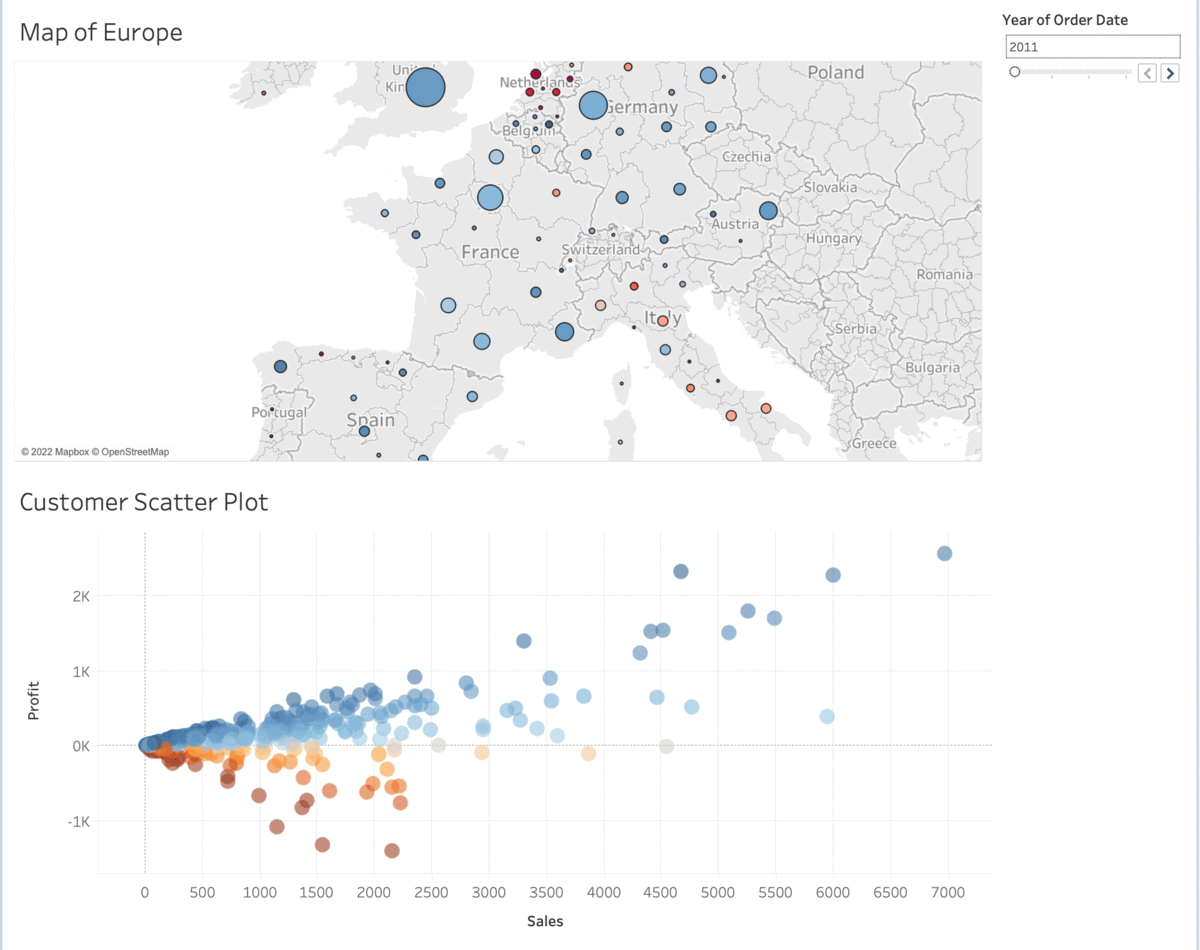 Map of Europe
Year of Order Date
2011
United
Kin
Netherlands
Poland
Germany
Belgium
Czechia
Slovakia
Austria
France
Switzerland
Hungary
Romania
Italy
Serbia
Bulgaria
Portugal
Spain
Greece
© 2022 Mapbox © OpenStreetMap
Customer Scatter Plot
2K
1K
0K
-1K
Profit
0 500 1000 1500 2000 2500 3000 3500 4000 4500 5000 5500 6000 6500 7000
Sales